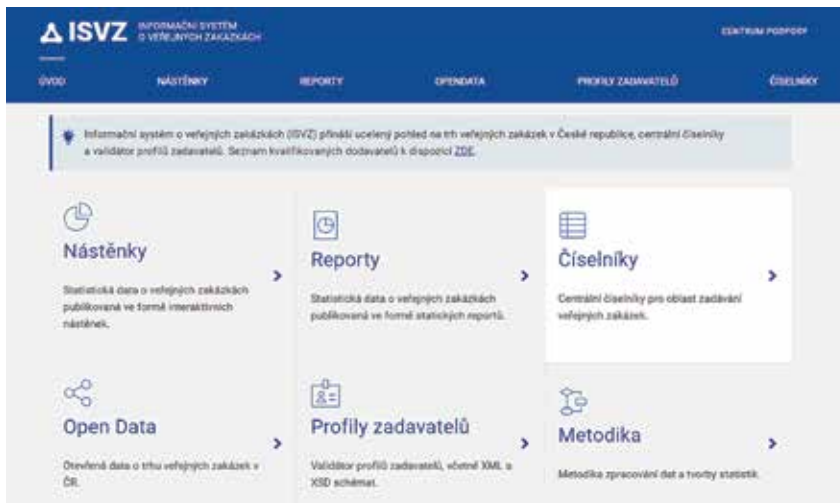 ISVZ INFORMAČNÍ SYSTÉM
O VEŘEJNÝCH ZAKÁZKÁCH
CENTRUM PODPORY
ÚVOD NÁSTĚNKY REPORTY OPENDATA PROFILY ZADAVATELŮ ČÍSELNÍKY
Informační systém o veřejných zakázkách (ISVZ) přináší ucelený pohled na trh veřejných zakázek v České republice, centrální číselníky
a validátor profilů zadavatelů. Seznam kvalifikovaných dodavatelů k dispozici ZDE.
Nástěnky
Statistická data o veřejných zakázkách
publikovaná ve formě interaktivních
nástěnek.
Reporty
Statistická data o veřejných zakázkách
publikovaná ve formě statických reportů.
Číselníky
Centrální číselníky pro oblast zadávání
veřejných zakázek.
Open Data
Otevřená data o trhu veřejných zakázek v
ČR.
Profily zadavatelů
Validátor profilů zadavatelů, včetně XML a
XSD schémat.
Metodika
Metodika zpracování dat a tvorby statistik.